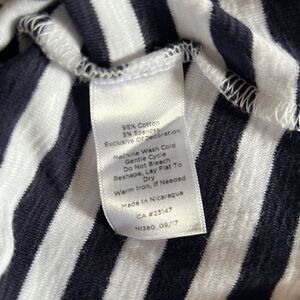 95% Cotton
5% Spandex
Exclusive Of Decoration
Machine Wash Cold
Gentle Cycle
Do Not Bleach
Reshape, Lay Flat To
Dry
Warm Iron, If Needed
Made In Nicaragua
CA #23147
N1380 09/17